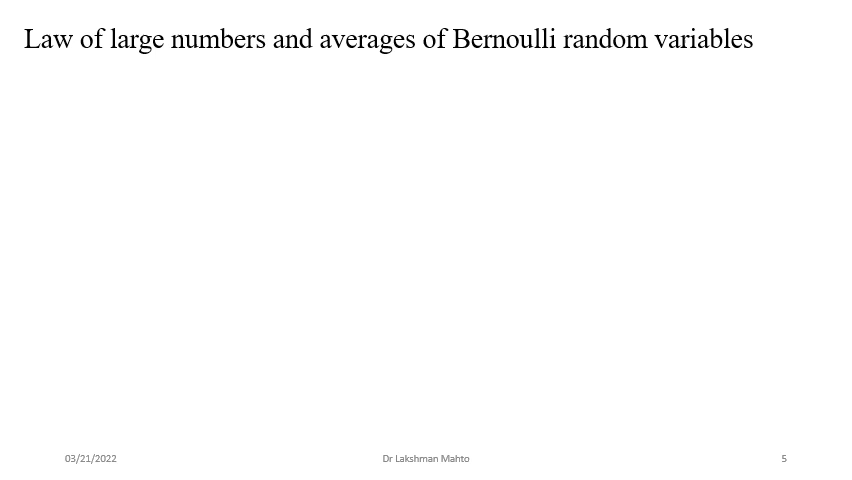 Law of large numbers and averages of Bernoulli random variables
03/21/2022
Dr Lakshman Mahto
5